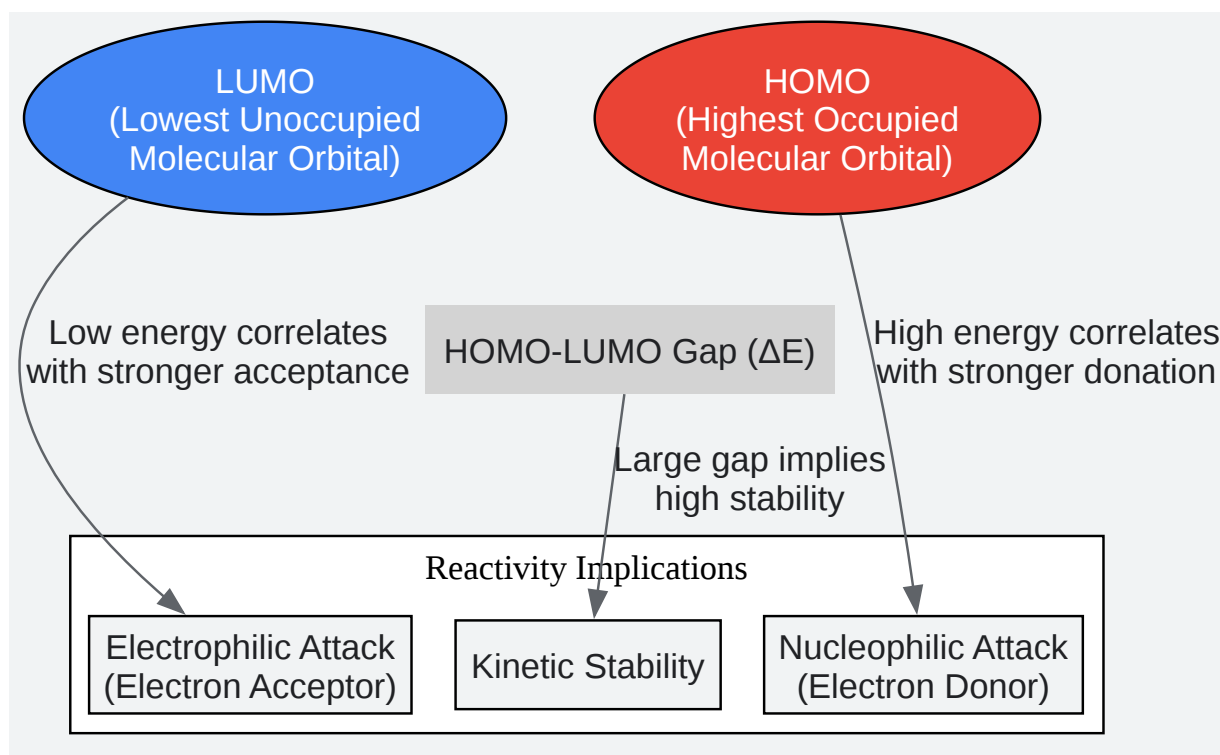 LUMO
(Lowest Unoccupied
Molecular Orbital)
HOMO
(Highest Occupied
Molecular Orbital)
Low energy correlates
with stronger acceptance
HOMO-LUMO Gap (ΔE)
High energy correlates
with stronger donation
Large gap implies
high stability
Reactivity Implications
Electrophilic Attack
(Electron Acceptor)
Kinetic Stability
Nucleophilic Attack
(Electron Donor)